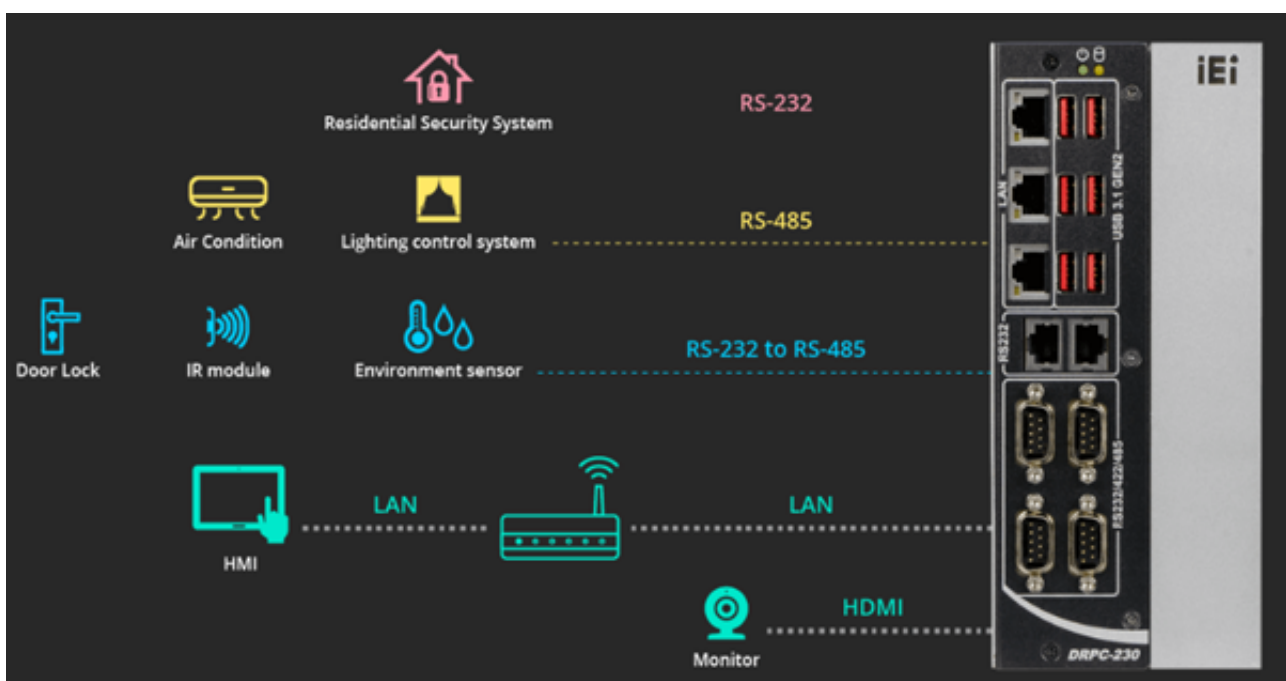 iEi
Residential Security System
RS-232
LAN
USB 3.1 GEN2
Air Condition
Lighting control system
RS-485
RS232
Door Lock
IR module
Environment sensor
RS-232 to RS-485
RS232/422/485
LAN
LAN
HMI
HDMI
Monitor
DRPC-230